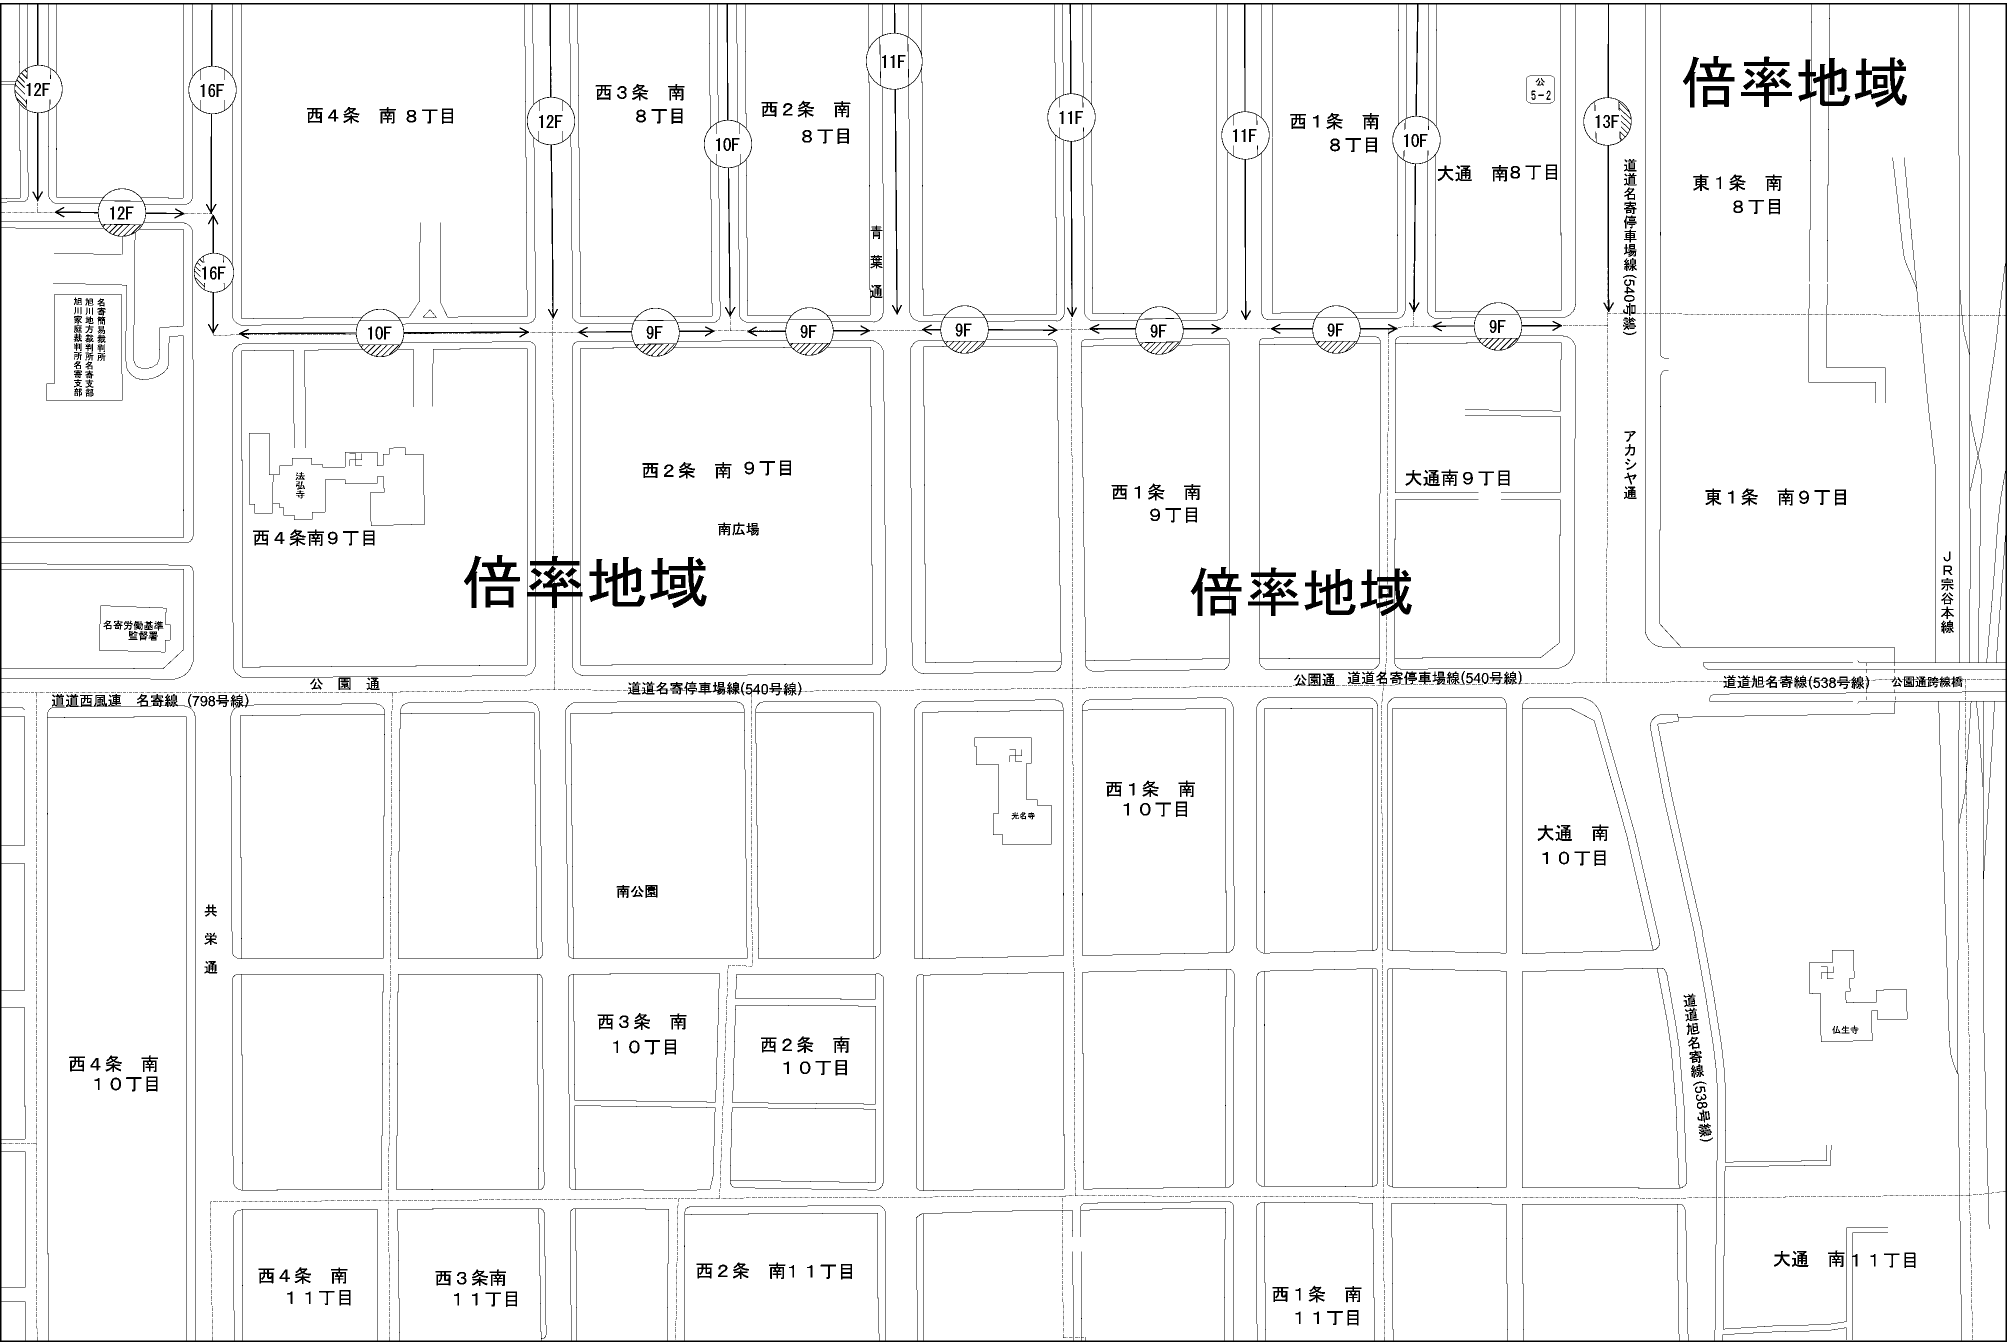 12F
16F
西４条　南 ８丁目
12F
西３条　南
８丁目
10F
西２条　南
８丁目
11F
11F
11F
西１条　南
８丁目
10F
大通　南８丁目
公
5-2
13F
倍率地域
東１条　南
８丁目
道道名寄停車場線(540号線)
12F
16F
青葉通
10F
9F
9F
9F
9F
9F
9F
名寄簡易裁判所
旭川地方裁判所名寄支部
旭川家庭裁判所名寄支部
法弘寺
西４条南９丁目
西２条　南 ９丁目
南広場
倍率地域
西１条　南
９丁目
大通南９丁目
倍率地域
アカシヤ通
東１条　南９丁目
ＪＲ宗谷本線
名寄労働基準
監督署
公園通
道道西風連　名寄線 (798号線)
道道名寄停車場線(540号線)
公園通 道道名寄停車場線(540号線)
道道旭名寄線(538号線)
公園通跨線橋
光名寺
西１条　南
１０丁目
大通　南
１０丁目
南公園
共栄通
西４条　南
１０丁目
西３条　南
１０丁目
西２条　南
１０丁目
道道旭名寄線(538号線)
仏生寺
西４条　南
１１丁目
西３条南
１１丁目
西２条　南１１丁目
西１条　南
１１丁目
大通　南１１丁目